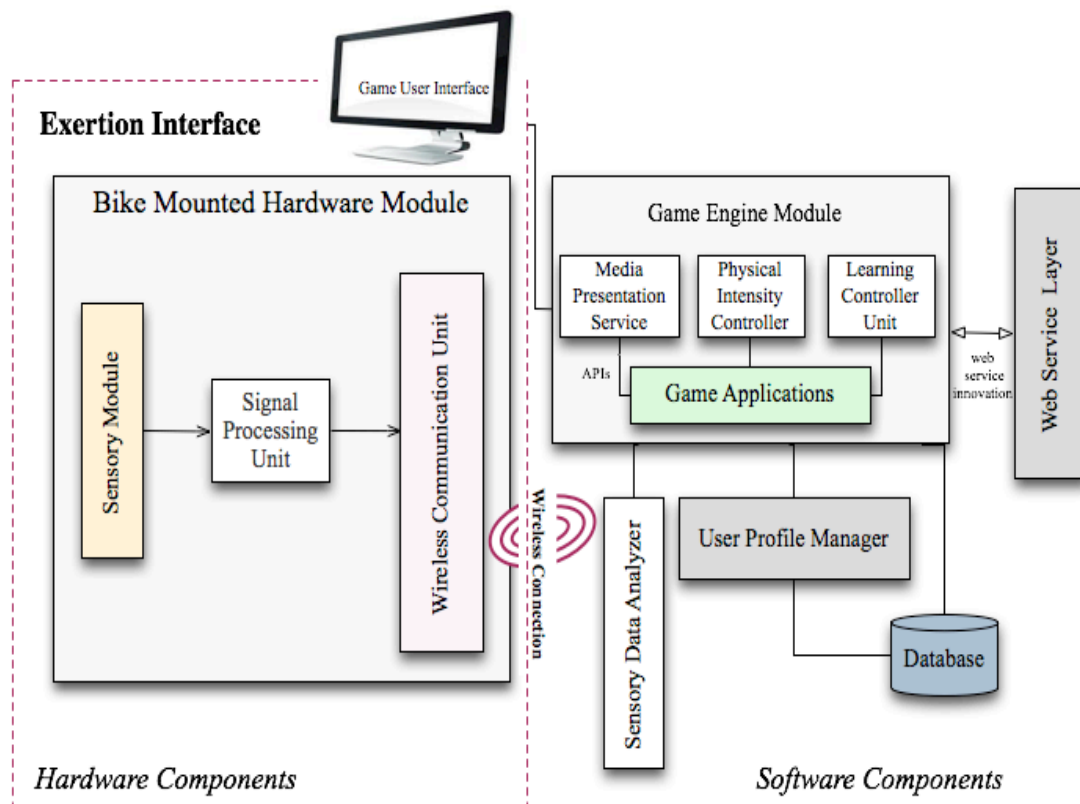 Game User Interface
Exertion Interface
Bike Mounted Hardware Module
Sensory Module
Signal
Processing
Unit
Wireless Communication Unit
Wireless Connection
Game Engine Module
Media
Presentation
Service
Physical
Intensity
Controller
Learning
Controller
Unit
APIs
Game Applications
web
service
innovation
Web Service Layer
Sensory Data Analyzer
User Profile Manager
Database
Hardware Components
Software Components